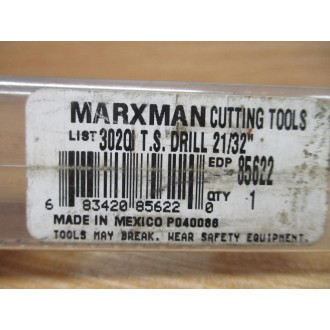 MARXMAN CUTTING TOOLS
LIST 3020 T.S. DRILL 21/32"
EDP 85622
6 83420 85622 0
QTY 1
MADE IN MEXICO P040066
TOOLS MAY BREAK. WEAR SAFETY EQUIPMENT.